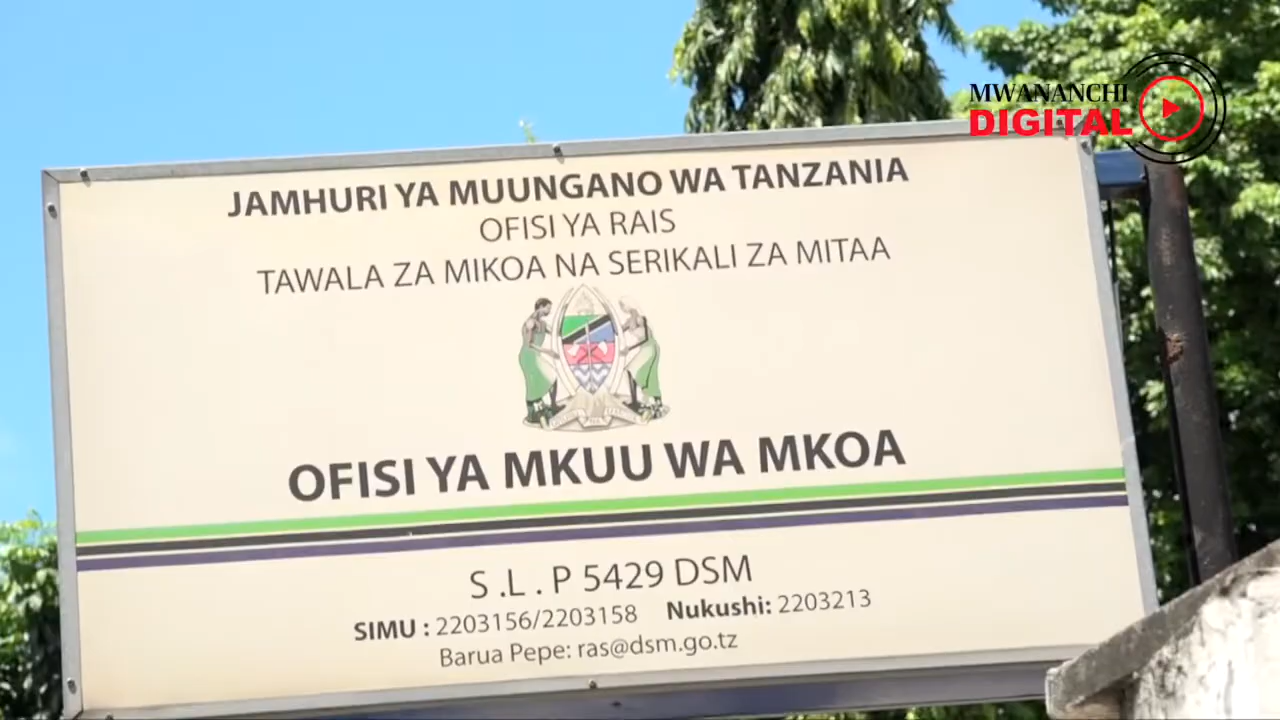 MWANANCHI
DIGITAL
JAMHURI YA MUUNGANO WA TANZANIA
OFISI YA RAIS
TAWALA ZA MIKOA NA SERIKALI ZA MITAA
OFISI YA MKUU WA MKOA
S .L . P 5429 DSM
SIMU : 2203156/2203158 Nukushi: 2203213
Barua Pepe: ras@dsm.go.tz